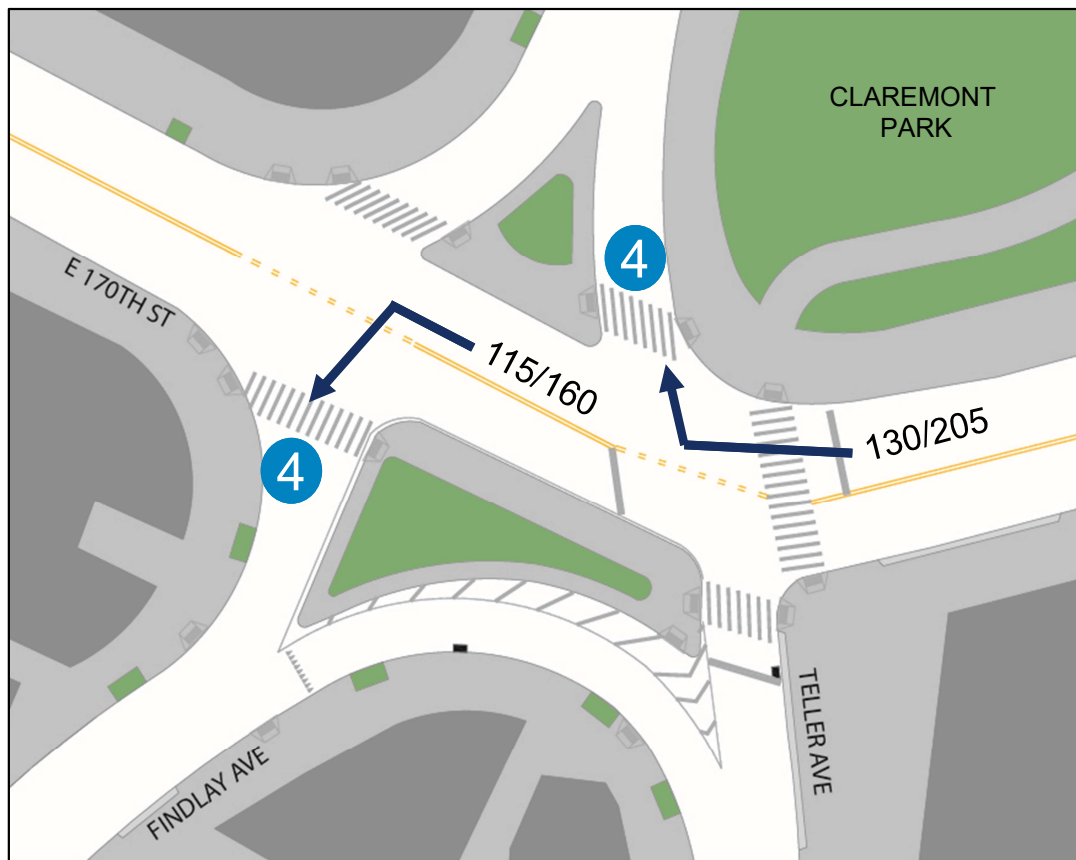 CLAREMONT
PARK
4
E 170TH ST
115/160
130/205
4
TELLER AVE
FINDLAY AVE